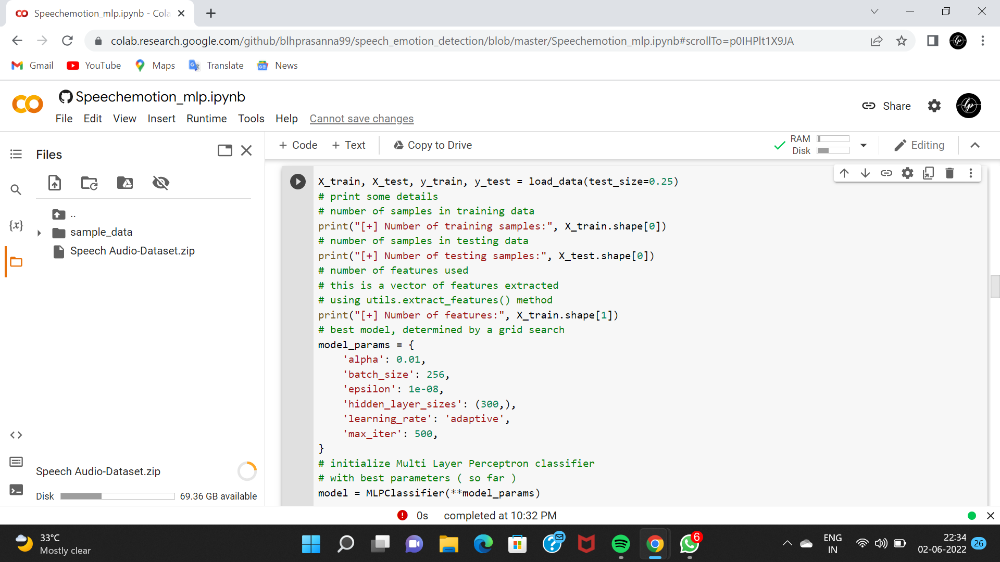 Speechemotion_mlp.ipynb - Cola
colab.research.google.com/github/blhprasanna99/speech_emotion_detection/blob/master/Speechemotion_mlp.ipynb#scrollTo=p0IHPlt1X9JA
Gmail YouTube Maps Translate News
Speechemotion_mlp.ipynb
File Edit View Insert Runtime Tools Help Cannot save changes
Share
Files
+ Code + Text Copy to Drive
RAM
Disk
Editing
..
sample_data
Speech Audio-Dataset.zip
{x}
X_train, X_test, y_train, y_test = load_data(test_size=0.25)
# print some details
# number of samples in training data
print("[+] Number of training samples:", X_train.shape[0])
# number of samples in testing data
print("[+] Number of testing samples:", X_test.shape[0])
# number of features used
# this is a vector of features extracted
# using utils.extract_features() method
print("[+] Number of features:", X_train.shape[1])
# best model, determined by a grid search
model_params = {
'alpha': 0.01,
'batch_size': 256,
'epsilon': 1e-08,
'hidden_layer_sizes': (300,),
'learning_rate': 'adaptive',
'max_iter': 500,
}
# initialize Multi Layer Perceptron classifier
# with best parameters ( so far )
model = MLPClassifier(**model_params)
Speech Audio-Dataset.zip
Disk 69.36 GB available
0s completed at 10:32 PM
33°C
Mostly clear
6
ENG
IN
22:34
02-06-2022
26